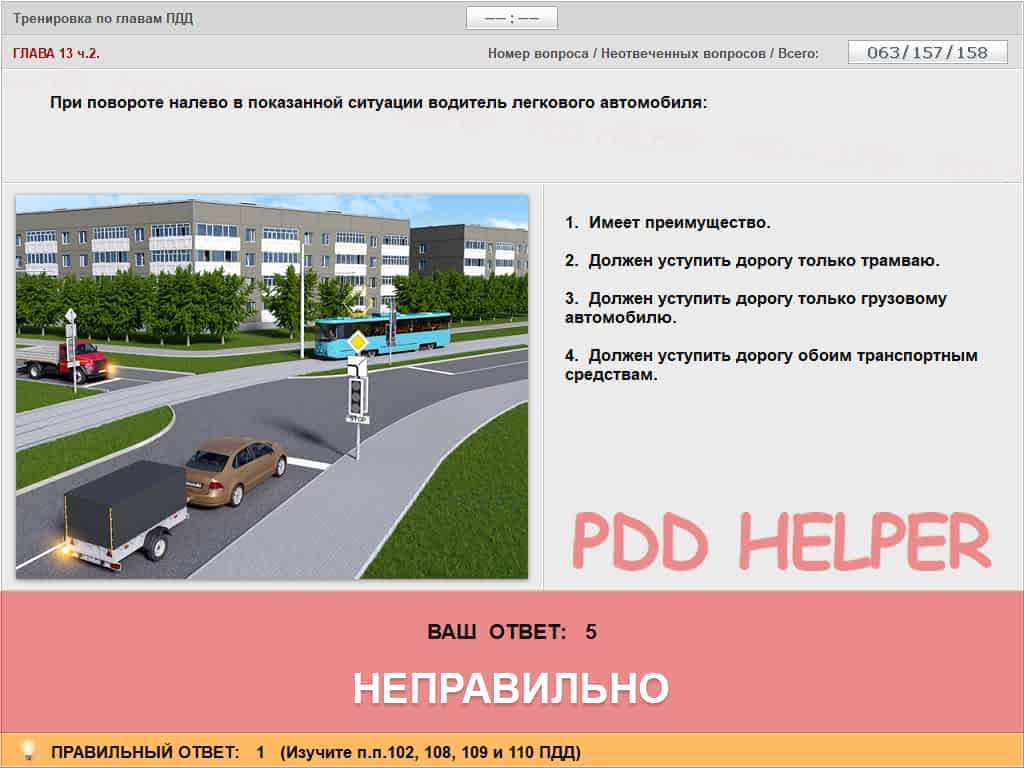 Тренировка по главам ПДД
—— : ——
ГЛАВА 13 ч.2.
Номер вопроса / Неотвеченных вопросов / Всего:
063/157/158
При повороте налево в показанной ситуации водитель легкового автомобиля:
1. Имеет преимущество.
2. Должен уступить дорогу только трамваю.
3. Должен уступить дорогу только грузовому
автомобилю.
4. Должен уступить дорогу обоим транспортным
средствам.
STOP
PDD HELPER
ВАШ ОТВЕТ: 5
НЕПРАВИЛЬНО
ПРАВИЛЬНЫЙ ОТВЕТ: 1 (Изучите п.п.102, 108, 109 и 110 ПДД)